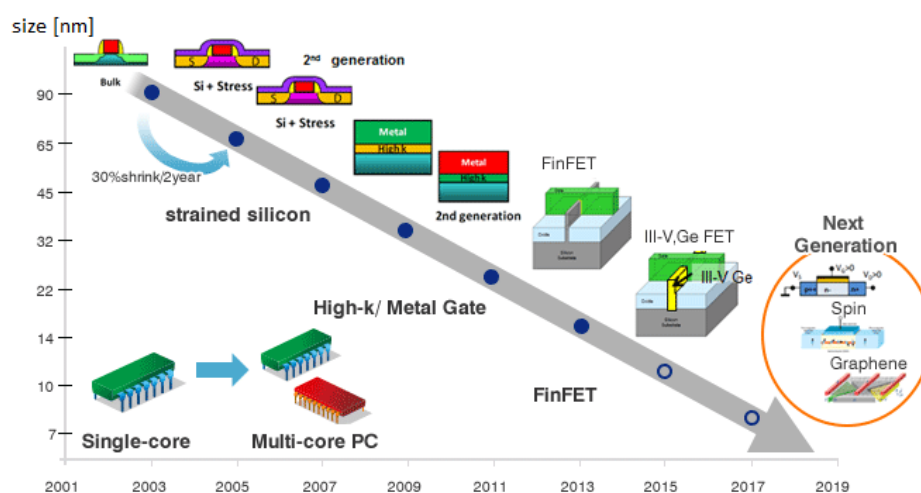 size [nm]
Bulk
S
D
Si + Stress
2nd generation
S
D
Si + Stress
90
65
45
32
22
14
10
7
30%shrink/2year
strained silicon
Metal
High k
Metal
High k
2nd generation
High-k/ Metal Gate
FinFET
Oxide
Silicon
Substrate
III-V,Ge FET
III-V Ge
FinFET
Next
Generation
Spin
Graphene
Single-core
Multi-core PC
2001
2003
2005
2007
2009
2011
2013
2015
2017
2019